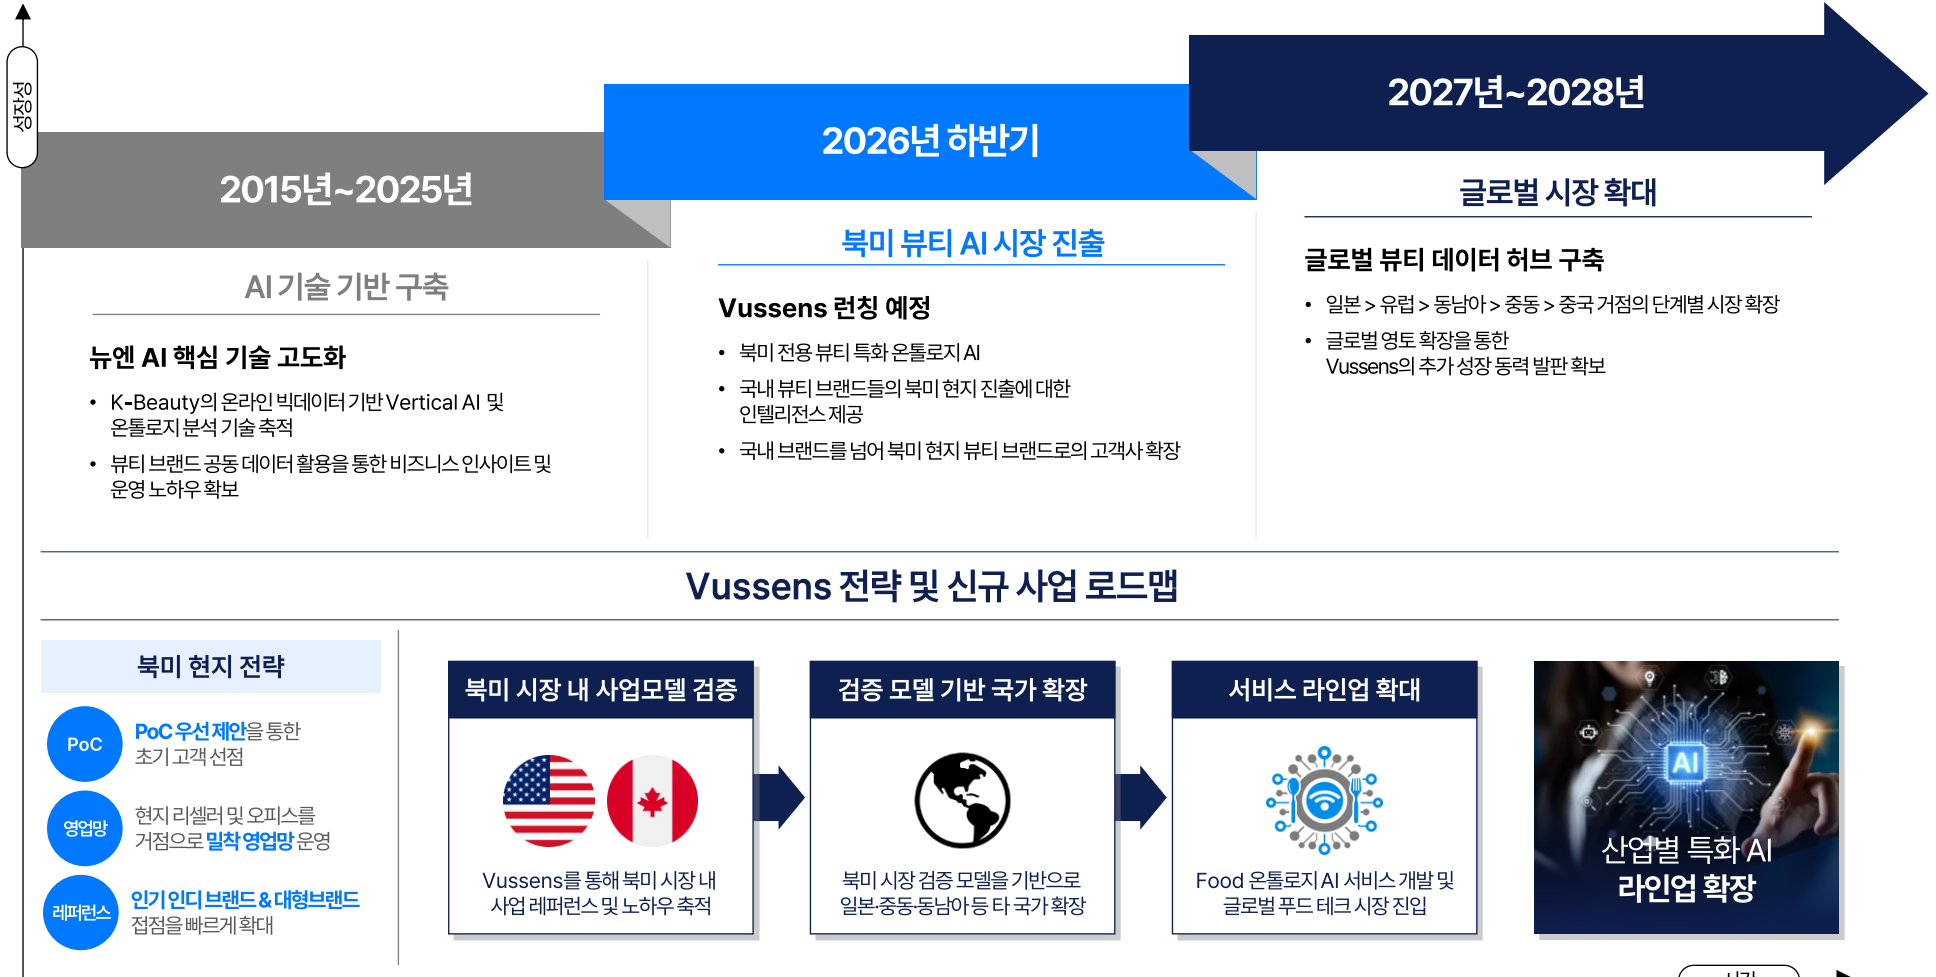 성장성
2015년~2025년
2026년 하반기
2027년~2028년
AI 기술 기반 구축
뉴엔 AI 핵심 기술 고도화
• K-Beauty의 온라인 빅데이터 기반 Vertical AI 및
온톨로지 분석 기술 축적
• 뷰티 브랜드 공동 데이터 활용을 통한 비즈니스 인사이트 및
운영 노하우 확보
북미 뷰티 AI 시장 진출
Vussens 런칭 예정
• 북미 전용 뷰티 특화 온톨로지 AI
• 국내 뷰티 브랜드들의 북미 현지 진출에 대한
인텔리전스 제공
• 국내 브랜드를 넘어 북미 현지 뷰티 브랜드로의 고객사 확장
글로벌 시장 확대
글로벌 뷰티 데이터 허브 구축
• 일본 > 유럽 > 동남아 > 중동 > 중국 거점의 단계별 시장 확장
• 글로벌 영토 확장을 통한
Vussens의 추가 성장 동력 발판 확보
Vussens 전략 및 신규 사업 로드맵
북미 현지 전략
PoC
PoC 우선 제안을 통한
초기 고객 선점
영업망
현지 리셀러 및 오피스를
거점으로 밀착 영업망 운영
레퍼런스
인기 인디 브랜드 & 대형브랜드
접점을 빠르게 확대
북미 시장 내 사업모델 검증
Vussens를 통해 북미 시장 내
사업 레퍼런스 및 노하우 축적
검증 모델 기반 국가 확장
북미 시장 검증 모델을 기반으로
일본·중동·동남아 등 타 국가 확장
서비스 라인업 확대
Food 온톨로지 AI 서비스 개발 및
글로벌 푸드 테크 시장 진입
AI
산업별 특화 AI
라인업 확장